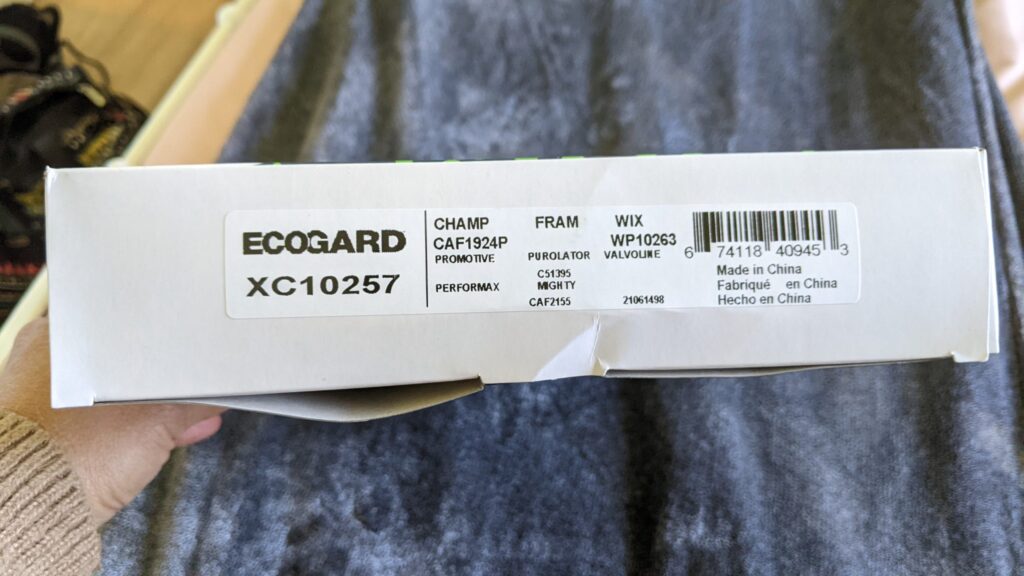 ECOGARD
XC10257
CHAMP FRAM WIX
CAF1924P WP10263
PROMOTIVE PUROLATOR VALVOLINE
C51395
PERFORMAX MIGHTY
CAF2155 21061498
6 74118 40945 3
Made in China
Fabriqué en China
Hecho en China